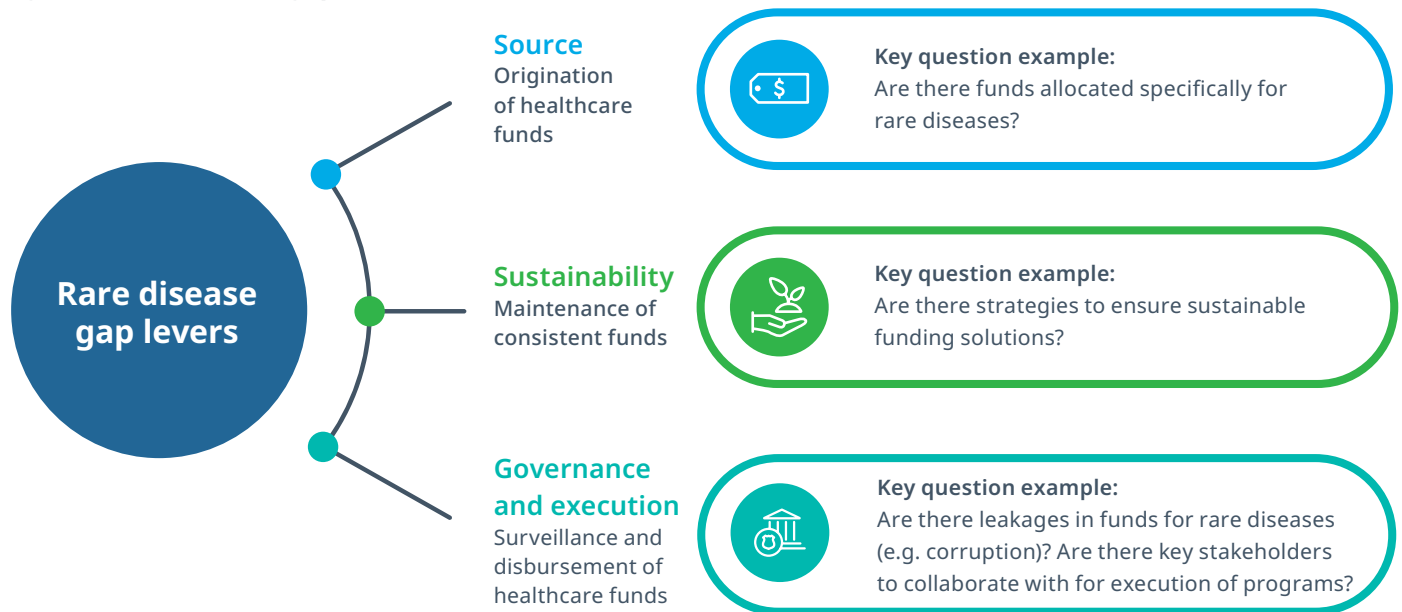 Rare disease
gap levers
Source
Origination
of healthcare
funds
$
Key question example:
Are there funds allocated specifically for
rare diseases?
Sustainability
Maintenance of
consistent funds
Key question example:
Are there strategies to ensure sustainable
funding solutions?
Governance
and execution
Surveillance and
disbursement of
healthcare funds
Key question example:
Are there leakages in funds for rare diseases
(e.g. corruption)? Are there key stakeholders
to collaborate with for execution of programs?